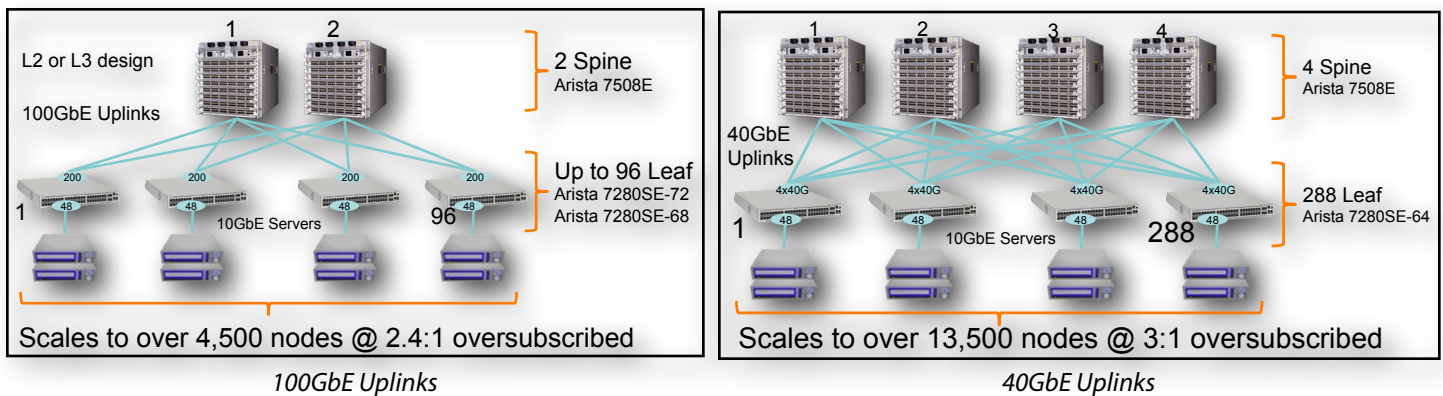 1
2
L2 or L3 design
2 Spine
Arista 7508E
100GbE Uplinks
200
200
200
200
Up to 96 Leaf
Arista 7280SE-72
Arista 7280SE-68
1
48
48
48
96
48
10GbE Servers
Scales to over 4,500 nodes @ 2.4:1 oversubscribed
100GbE Uplinks
1
2
3
4
4 Spine
Arista 7508E
40GbE
Uplinks
4x40G
4x40G
4x40G
4x40G
288 Leaf
Arista 7280SE-64
1
48
48
48
288
48
10GbE Servers
Scales to over 13,500 nodes @ 3:1 oversubscribed
40GbE Uplinks